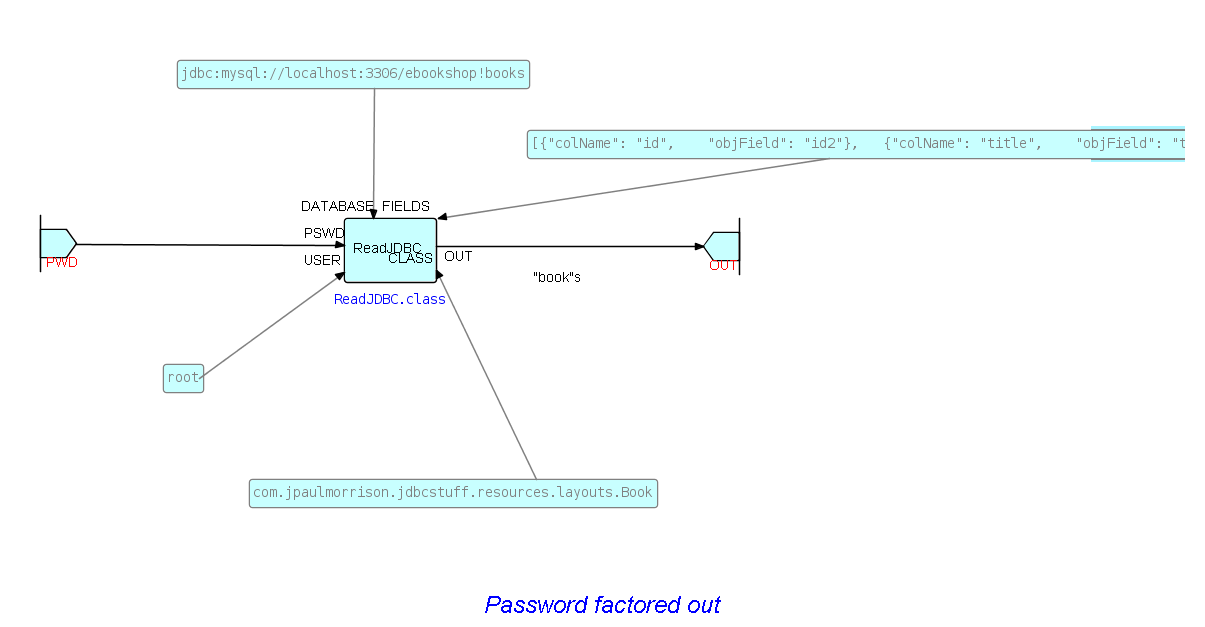 jdbc:mysql://localhost:3306/ebookshop!books
[{"colName": "id",    "objField": "id2"},   {"colName": "title",    "objField": "t
DATABASE FIELDS
PSWD
ReadJDBC
USER
CLASS
OUT
PWD
OUT
"book"s
ReadJDBC.class
root
com.jpaulmorrison.jdbcstuff.resources.layouts.Book
Password factored out